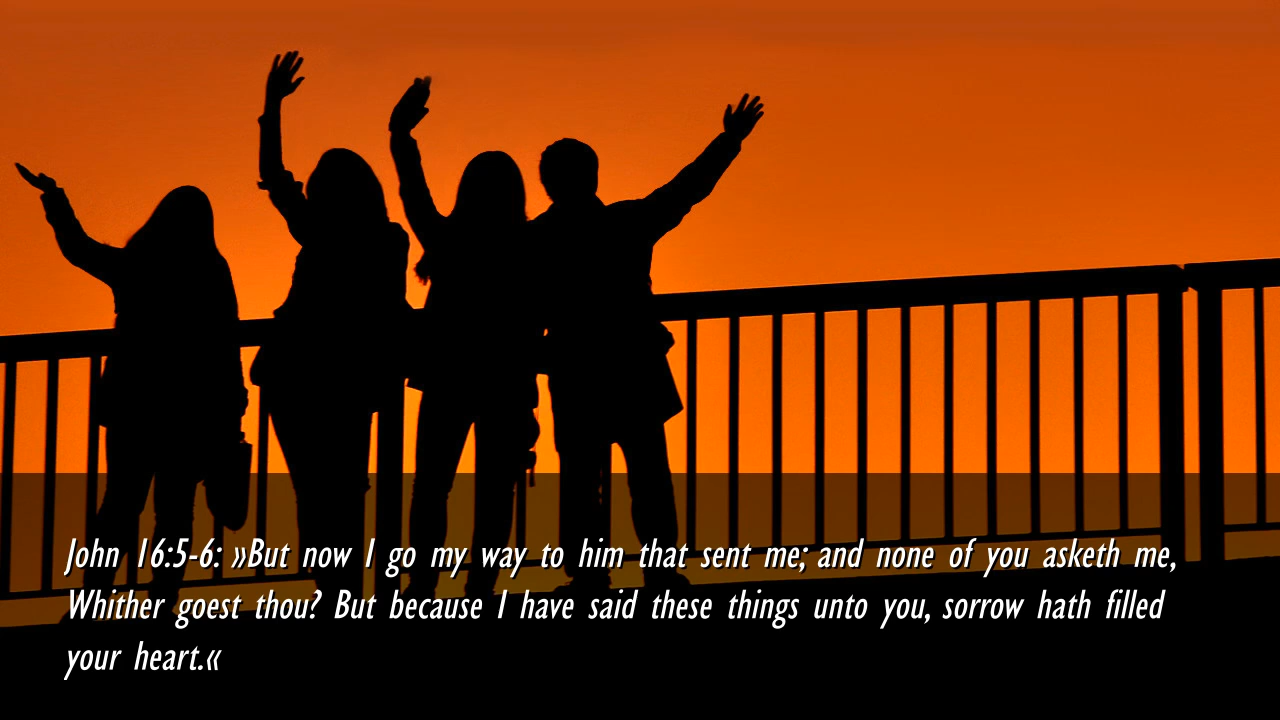 John 16:5-6: »But now I go my way to him that sent me; and none of you asketh me,
Whither goest thou? But because I have said these things unto you, sorrow hath filled
your heart.«